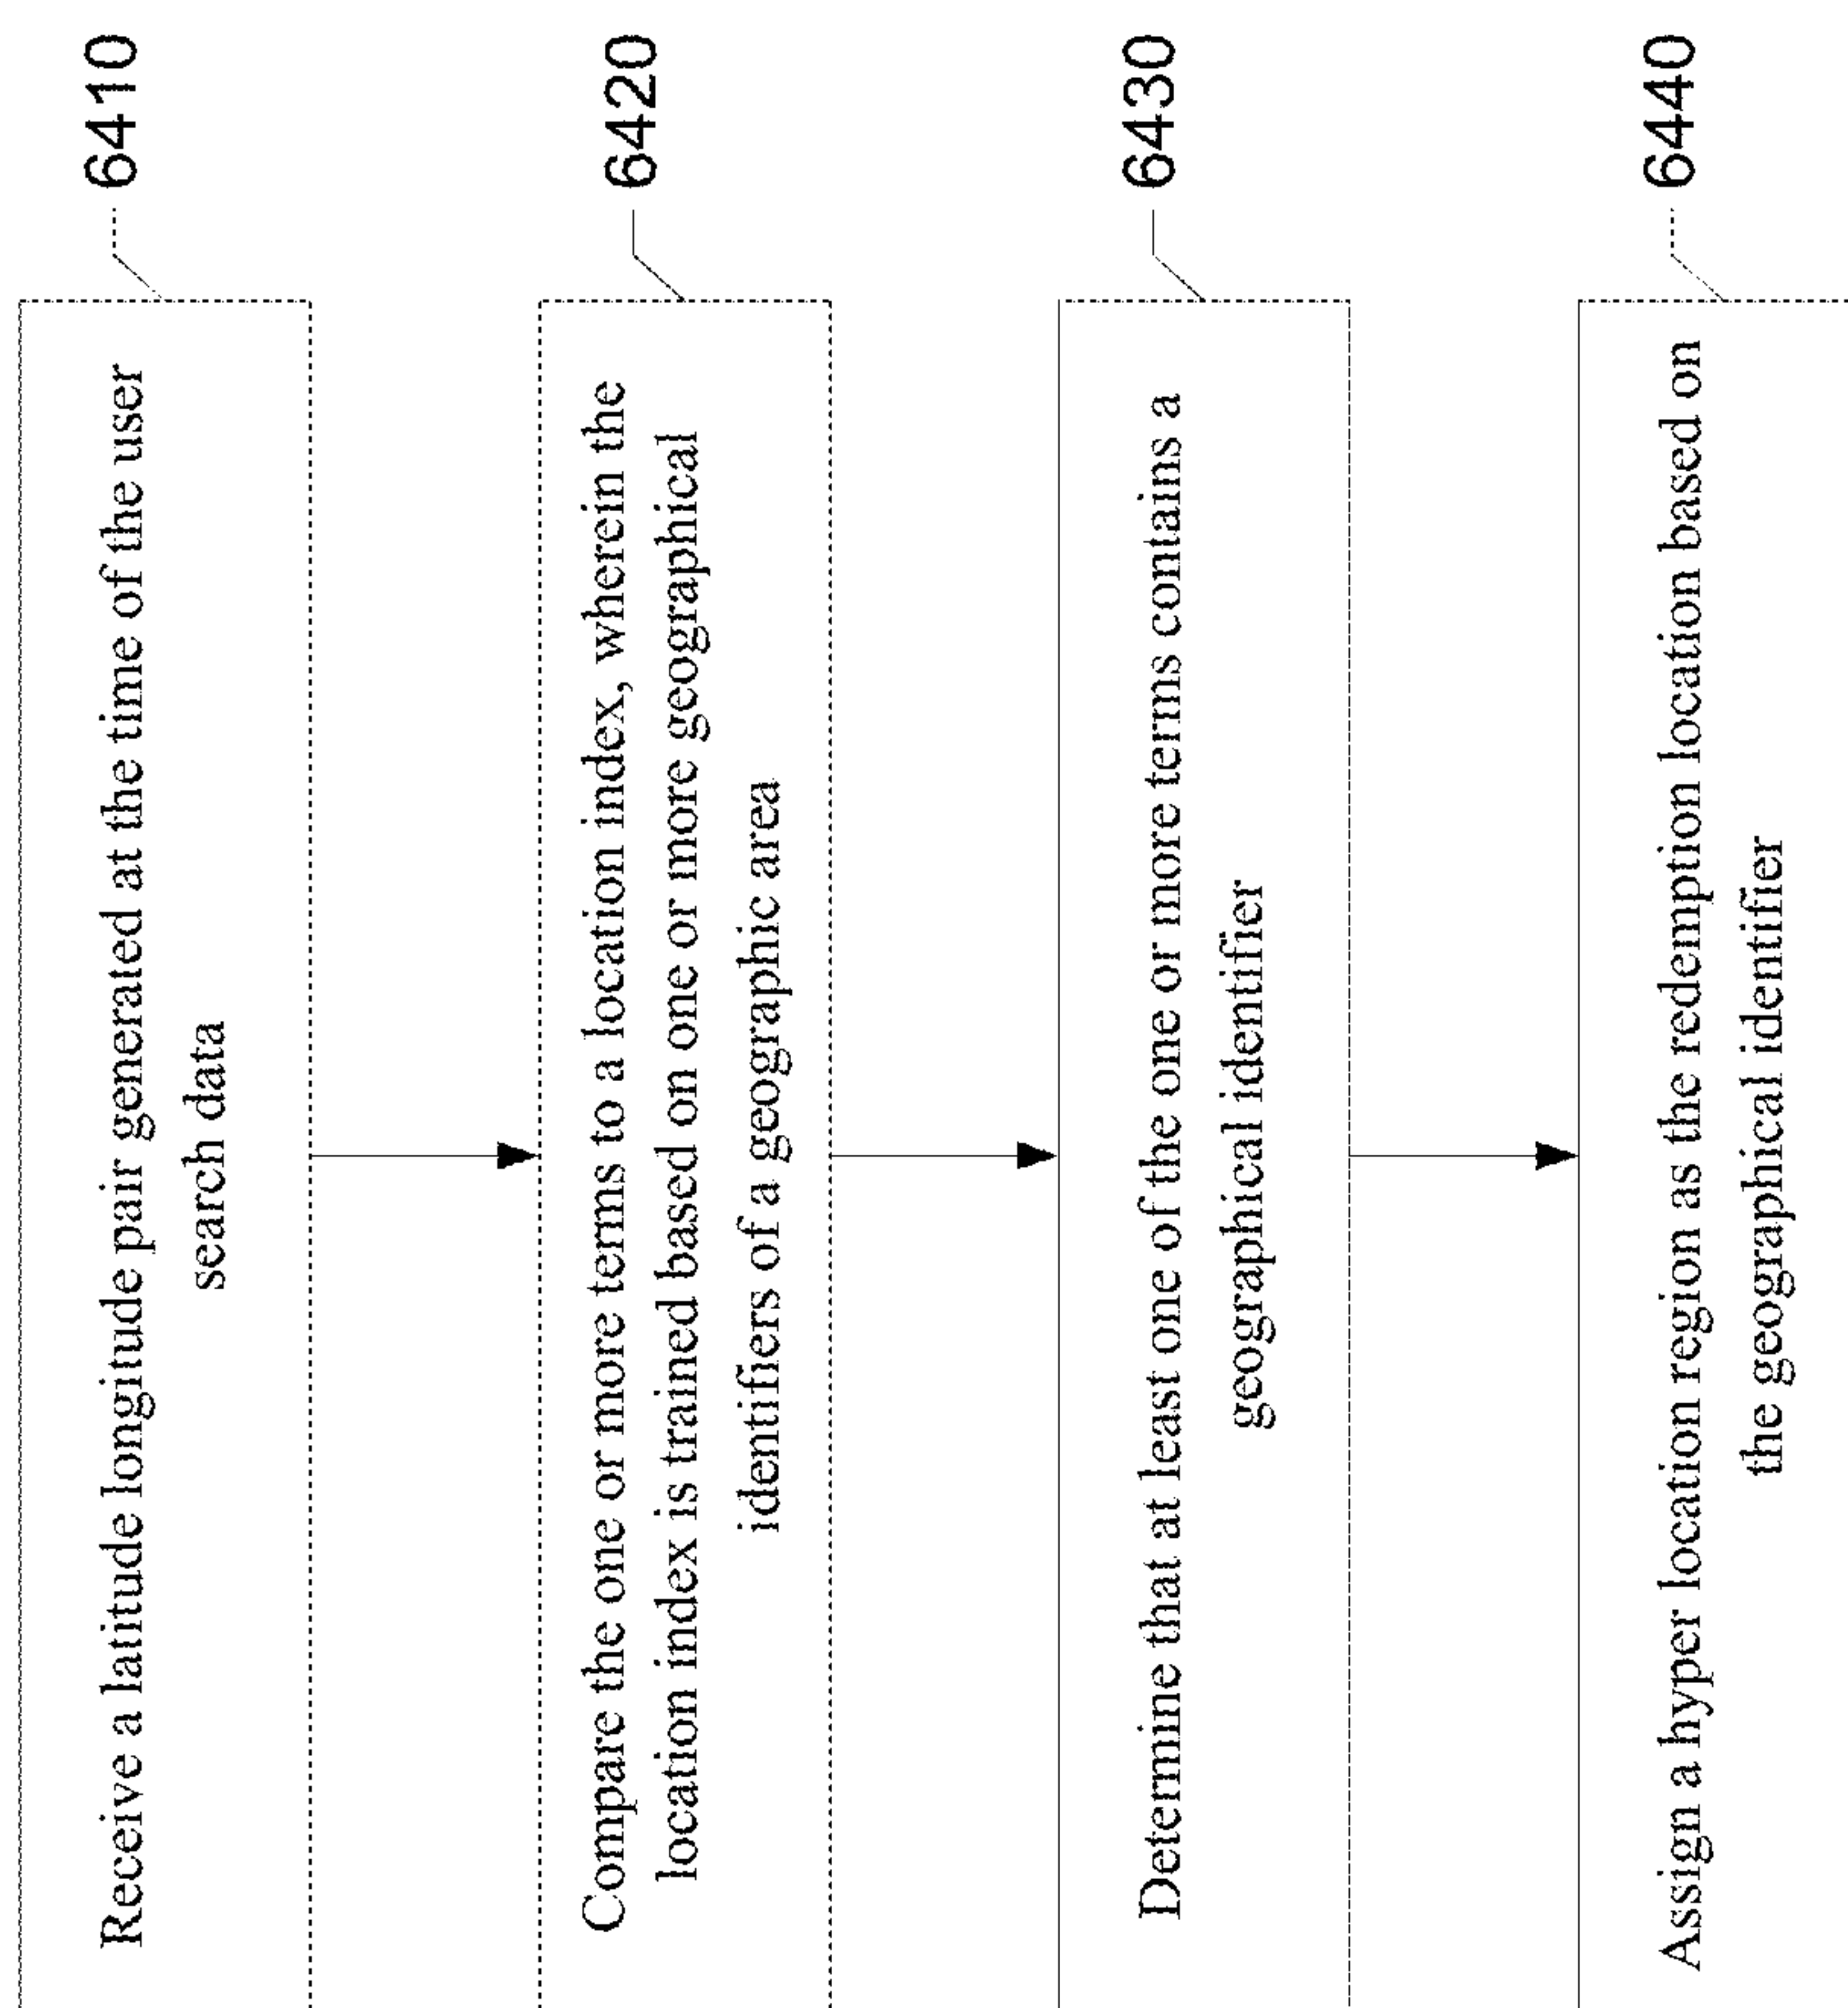 Receive a latitude longitude pair generated at the time of the user
search data
6410
Compare the one or more terms to a location index, wherein the
location index is trained based on one or more geographical
identifiers of a geographic area
6420
Determine that at least one of the one or more terms contains a
geographical identifier
6430
Assign a hyper location region as the redemption location based on
the geographical identifier
6440